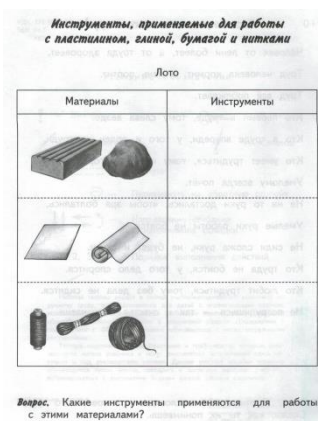 Инструменты, применяемые для работы
с пластилином, глиной, бумагой и нитками
Лото
Материалы Инструменты
Вопрос. Какие инструменты применяются для работы
с этими материалами?